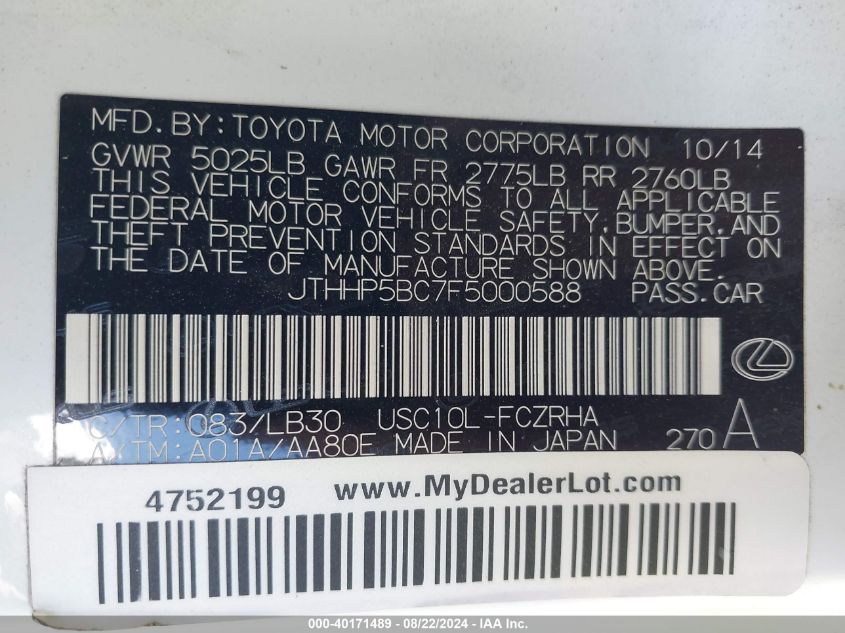 MFD.BY:TOYOTA MOTOR CORPORATION 10/14
GVWR 5025LB GAWR FR 2775LB RR 2760LB
THIS VEHICLE CONFORMS TO ALL APPLICABLE
FEDERAL MOTOR VEHICLE SAFETY,BUMPER,AND
THEFT PREVENTION STANDARDS IN EFFECT ON
THE DATE OF MANUFACTURE SHOWN ABOVE.
JTHHP5BC7F5000588 PASS.CAR
C/TR:083/LB30 USC10L-FCZRHA
A/TM:A01A/AA80E MADE IN JAPAN 270 A
4752199 www.MyDealerLot.com
000-40171489 - 08/22/2024 - IAA Inc.